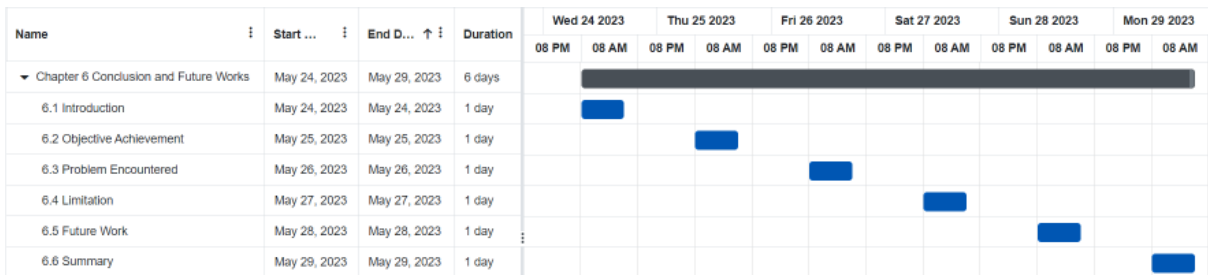 Wed 24 2023 Thu 25 2023 Fri 26 2023 Sat 27 2023 Sun 28 2023 Mon 29 2023
Name Start ... End D... ↑ Duration
08 PM 08 AM 08 PM 08 AM 08 PM 08 AM 08 PM 08 AM 08 PM 08 AM 08 PM 08 AM
Chapter 6 Conclusion and Future Works May 24, 2023 May 29, 2023 6 days
6.1 Introduction May 24, 2023 May 24, 2023 1 day
6.2 Objective Achievement May 25, 2023 May 25, 2023 1 day
6.3 Problem Encountered May 26, 2023 May 26, 2023 1 day
6.4 Limitation May 27, 2023 May 27, 2023 1 day
6.5 Future Work May 28, 2023 May 28, 2023 1 day
6.6 Summary May 29, 2023 May 29, 2023 1 day